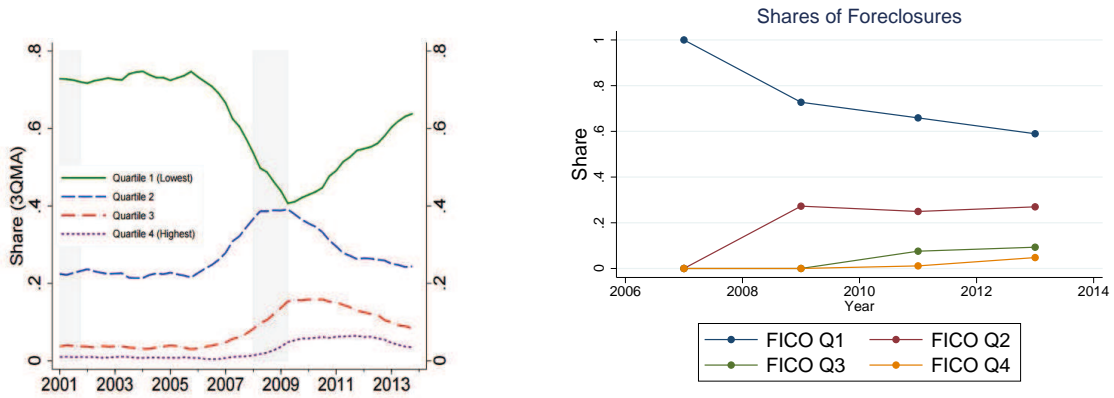 Share (3QMA)
.8
.6
.4
.2
0
.8
.6
.4
.2
0
Quartile 1 (Lowest)
Quartile 2
Quartile 3
Quartile 4 (Highest)
2001 2003 2005 2007 2009 2011 2013
Shares of Foreclosures
Share
1
.8
.6
.4
.2
0
2006 2008 2010 2012 2014
Year
FICO Q1 FICO Q2
FICO Q3 FICO Q4